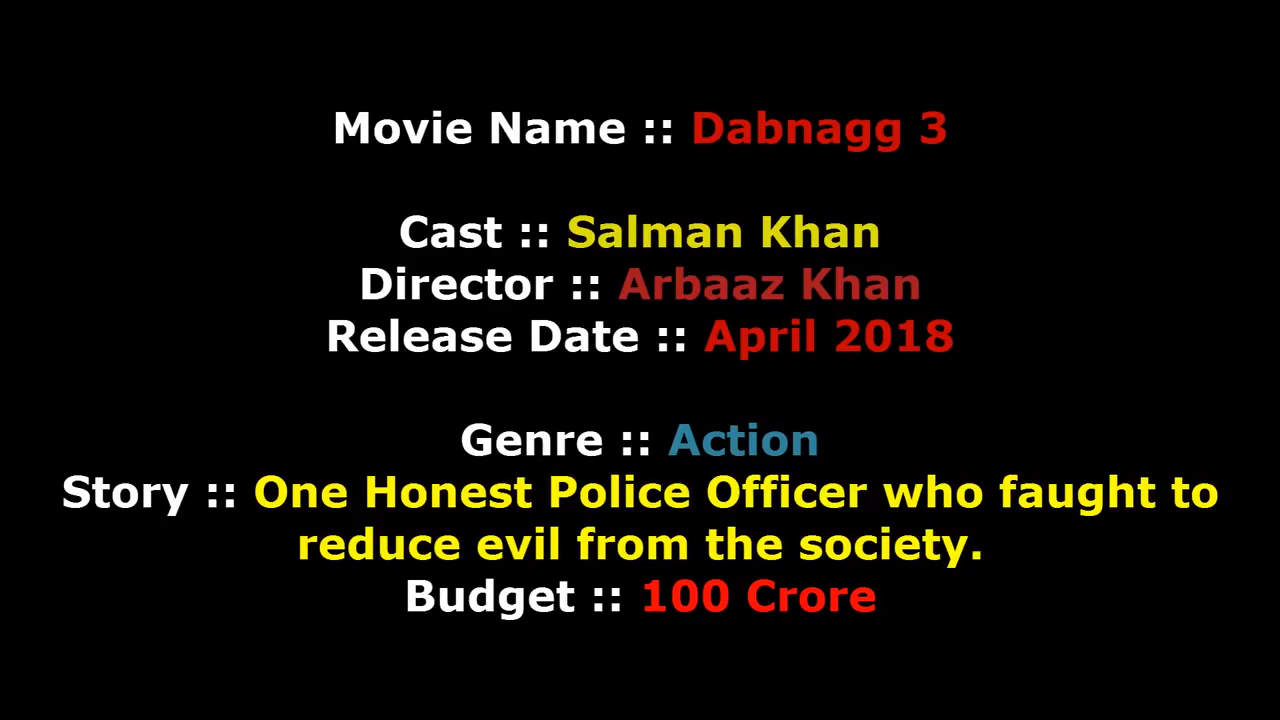 Movie Name :: Dabnagg 3
Cast :: Salman Khan
Director :: Arbaaz Khan
Release Date :: April 2018
Genre :: Action
Story :: One Honest Police Officer who faught to
reduce evil from the society.
Budget :: 100 Crore